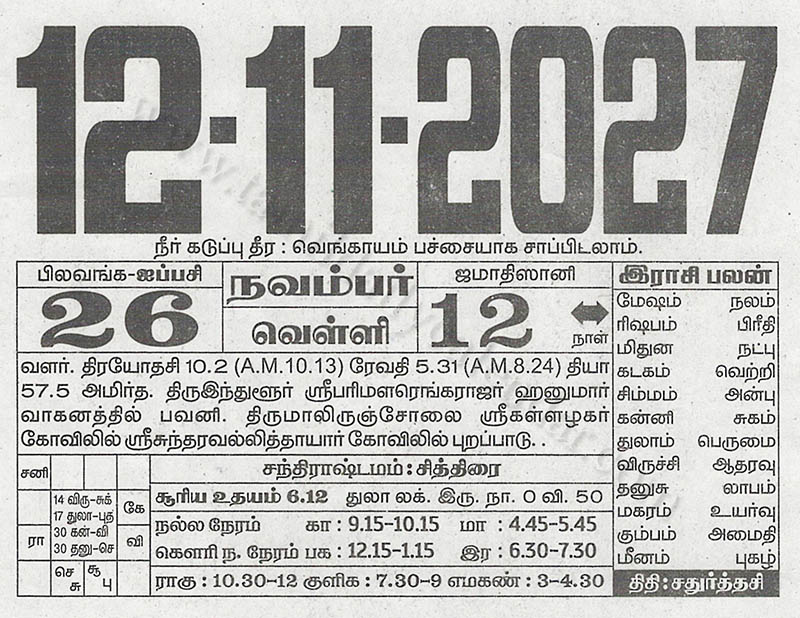 12-11-2027
நீர் கடுப்பு தீர : வெங்காயம் பச்சையாக சாப்பிடலாம்.
பிலவங்க-ஐப்பசி
26
நவம்பர்
வெள்ளி
ஜமாதிஸானி
12
நாள்
வளர். திரயோதசி 10.2 (A.M.10.13) ரேவதி 5.31 (A.M.8.24) தியா
57.5 அமிர்த. திருஇந்துளூர் ஸ்ரீபரிமளரெங்கராஜர் ஹனுமார்
வாகனத்தில் பவனி. திருமாலிருஞ்சோலை ஸ்ரீகள்ளழகர்
கோவிலில் ஸ்ரீசுந்தரவல்லித்தாயார் கோவிலில் புறப்பாடு. .
சனி
14 விரு-சுக்
17 துலா-புத
30 கன்-வி
30 தனு-செ
கே
ரா
வி
செ சு
சூ பு
சந்திராஷ்டமம் : சித்திரை
சூரிய உதயம் 6.12 துலா லக். இரு. நா. 0 வி. 50
நல்ல நேரம் கா : 9.15-10.15 மா : 4.45-5.45
கௌரி ந. நேரம் பக : 12.15-1.15 இர : 6.30-7.30
ராகு : 10.30-12 குளிக : 7.30-9 எமகண் : 3-4.30
இராசி பலன்
மேஷம் நலம்
ரிஷபம் பிரீதி
மிதுன நட்பு
கடகம் வெற்றி
சிம்மம் அன்பு
கன்னி சுகம்
துலாம் பெருமை
விருச்சி ஆதரவு
தனுசு லாபம்
மகரம் உயர்வு
கும்பம் அமைதி
மீனம் புகழ்
திதி : சதுர்த்தசி